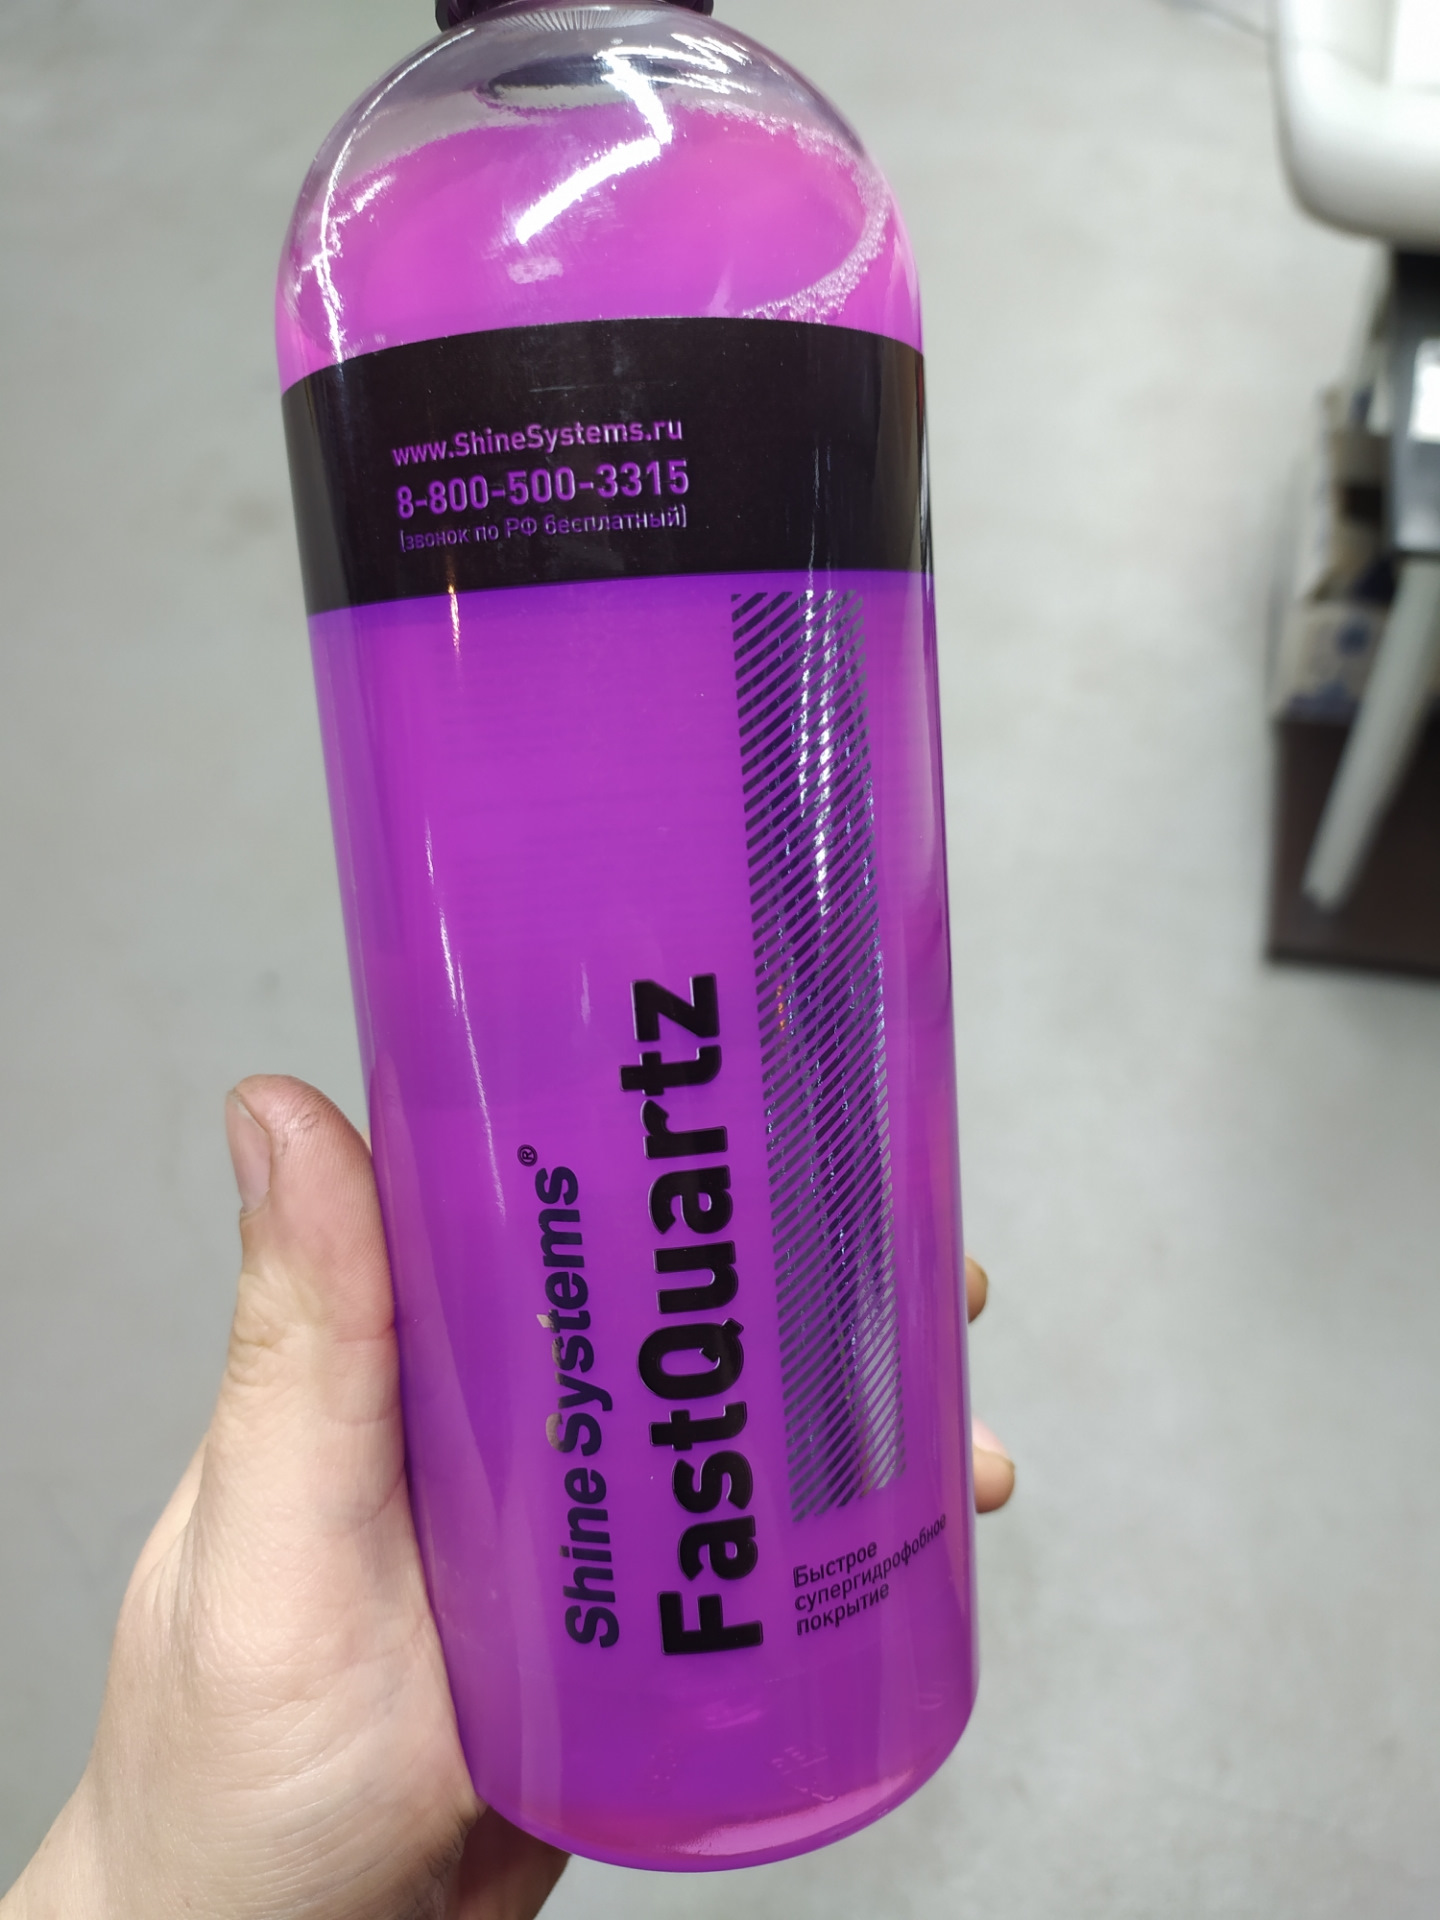 www.ShineSystems.ru
8-800-500-3315
(звонок по РФ бесплатный)
Shine Systems®
FastQuartz
Быстрое
супергидрофобное
покрытие